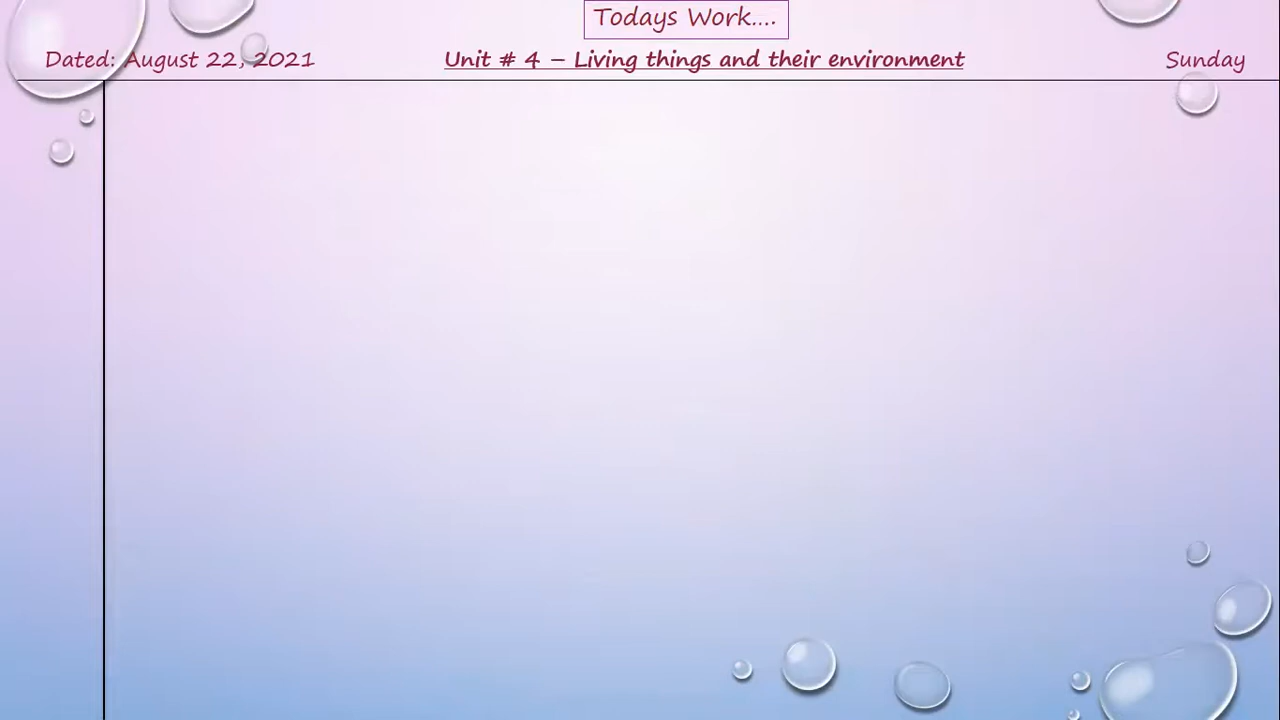 Todays Work....
Dated: August 22, 2021 Unit # 4 – Living things and their environment Sunday